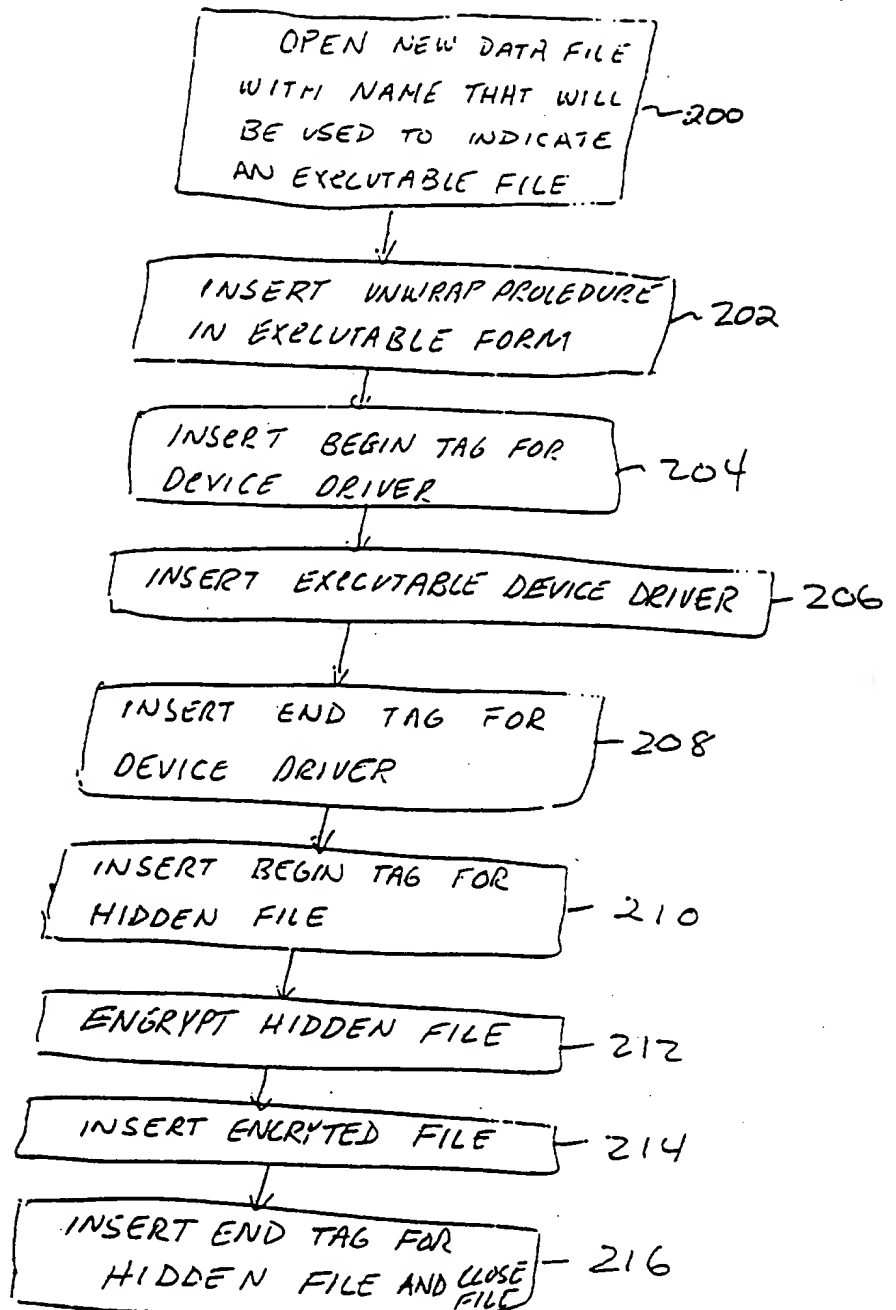 OPEN NEW DATA FILE
WITH NAME THAT WILL
BE USED TO INDICATE
AN EXECUTABLE FILE
200
INSERT UNWRAP PROCEDURE
IN EXECUTABLE FORM
202
INSERT BEGIN TAG FOR
DEVICE DRIVER
204
INSERT EXECUTABLE DEVICE DRIVER
206
INSERT END TAG FOR
DEVICE DRIVER
208
INSERT BEGIN TAG FOR
HIDDEN FILE
210
ENCRYPT HIDDEN FILE
212
INSERT ENCRYTED FILE
214
INSERT END TAG FOR
HIDDEN FILE AND CLOSE
FILE
216